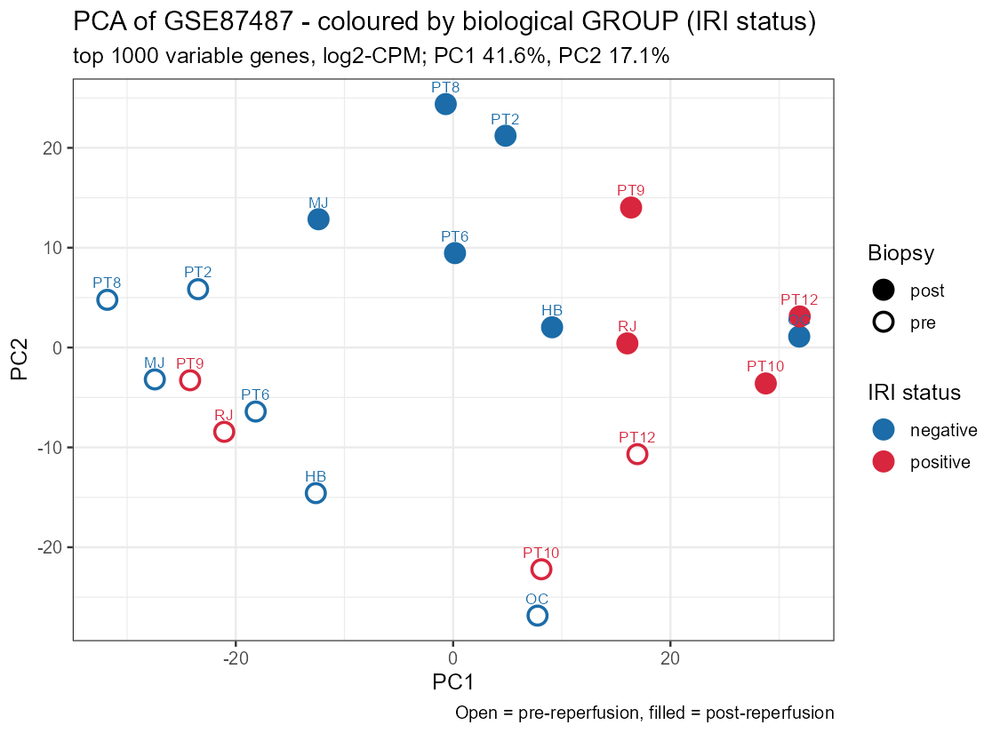 PCA of GSE87487 - coloured by biological GROUP (IRI status)
top 1000 variable genes, log2-CPM; PC1 41.6%, PC2 17.1%
PT8
PT2
PT9
MJ
PT6
PT2
PT8
PT12
HB
RJ
MJ
PT9
PT10
PT6
RJ
PT12
HB
PT10
OC
20
10
0
-10
-20
PC2
-20
0
20
PC1
Biopsy
post
pre
IRI status
negative
positive
Open = pre-reperfusion, filled = post-reperfusion